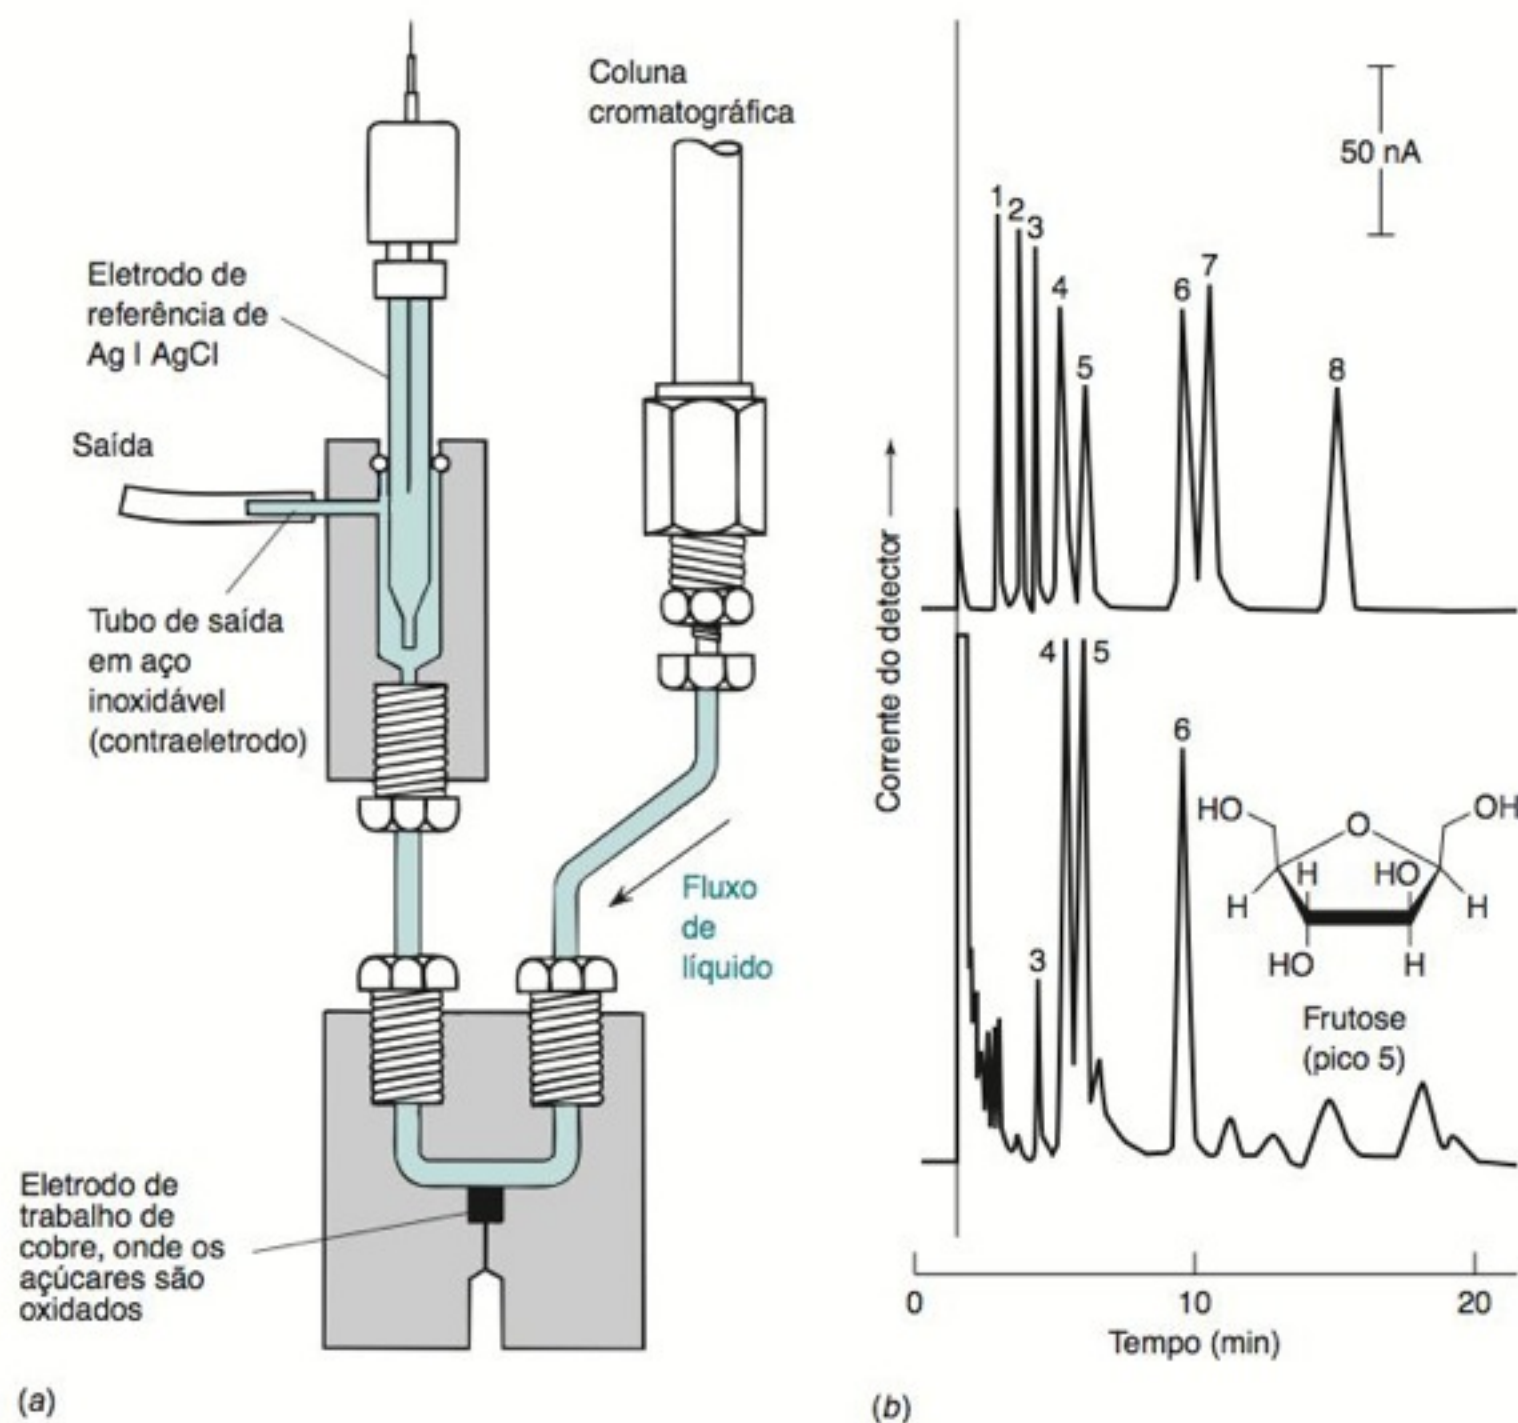 Coluna
cromatográfica
Eletrodo de
referência de
Ag | AgCl
Saída
Tubo de saída
em aço
inoxidável
(contraeletrodo)
Fluxo
de
líquido
Eletrodo de
trabalho de
cobre, onde os
açúcares são
oxidados
(a)
50 nA
1
2
3
4
5
6
7
8
Corrente do detector
4
5
6
3
HO
O
OH
H
H
HO
H
HO
H
Frutose
(pico 5)
0
10
20
Tempo (min)
(b)